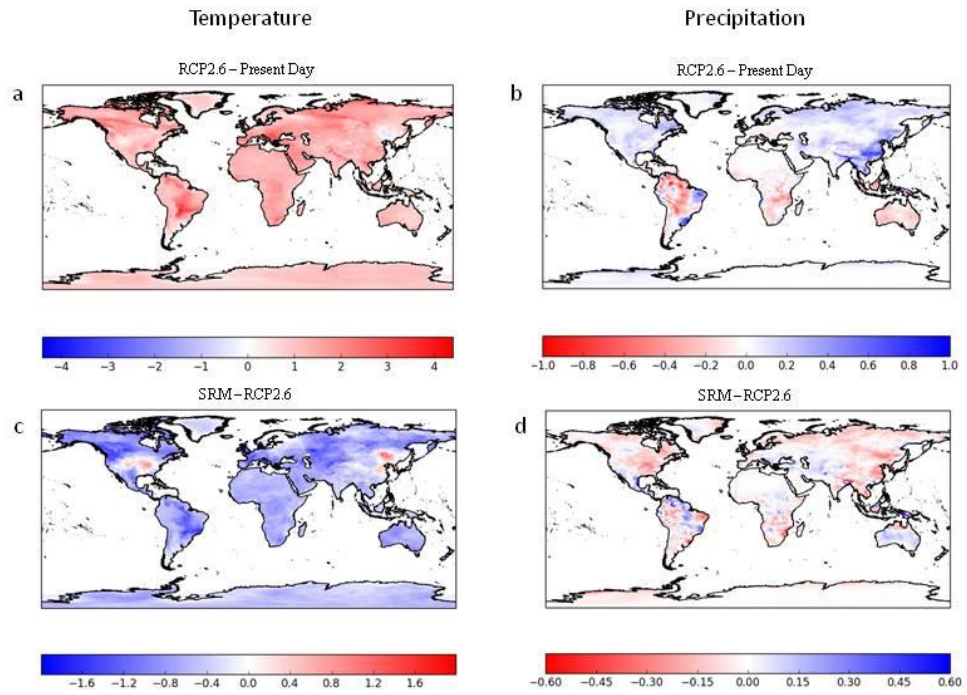 Temperature
Precipitation
RCP2.6 – Present Day
RCP2.6 – Present Day
a
b
−4 −3 −2 −1 0 1 2 3 4
−1.0 −0.8 −0.6 −0.4 −0.2 0.0 0.2 0.4 0.6 0.8 1.0
SRM – RCP2.6
SRM – RCP2.6
c
d
−1.6 −1.2 −0.8 −0.4 0.0 0.4 0.8 1.2 1.6
−0.60 −0.45 −0.30 −0.15 0.00 0.15 0.30 0.45 0.60